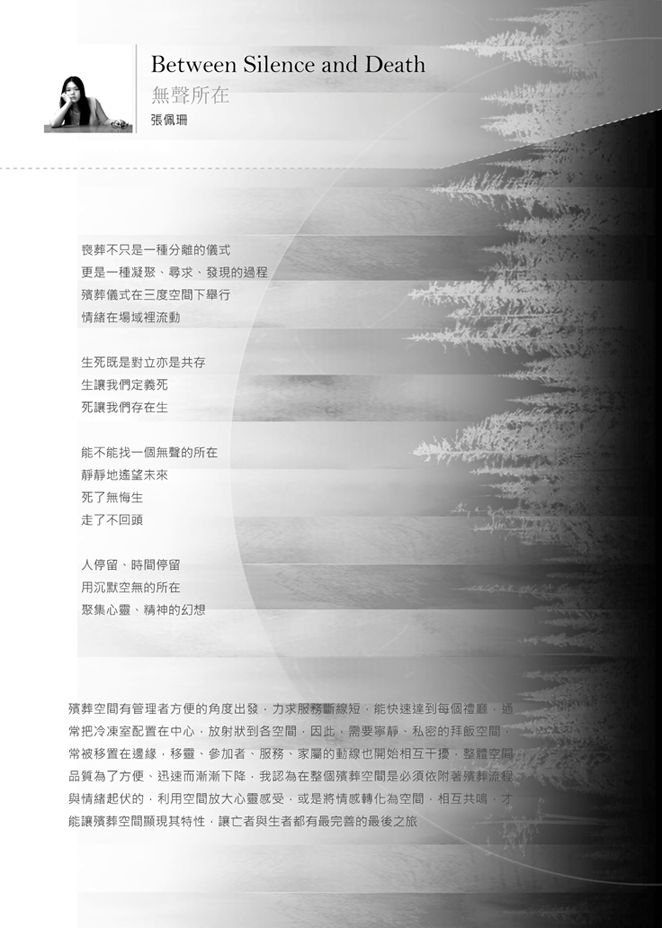 Between Silence and Death
無聲所在
張佩珊
喪葬不只是一種分離的儀式
更是一種凝聚、尋求、發現的過程
殯葬儀式在三度空間下舉行
情緒在場域裡流動
生死既是對立亦是共存
生讓我們定義死
死讓我們存在生
能不能找一個無聲的所在
靜靜地遙望未來
死了無悔生
走了不回頭
人停留、時間停留
用沉默空無的所在
聚集心靈、精神的幻想
殯葬空間有管理者方便的角度出發，力求服務斷線短，能快速達到每個禮廳，通
常把冷凍室配置在中心，放射狀到各空間，因此，需要寧靜、私密的拜飯空間，
常被移置在邊緣，移靈、參加者、服務、家屬的動線也開始相互干擾，整體空間
品質為了方便、迅速而漸漸下降，我認為在整個殯葬空間是必須依附著殯葬流程
與情緒起伏的，利用空間放大心靈感受，或是將情感轉化為空間，相互共鳴，才
能讓殯葬空間顯現其特性，讓亡者與生者都有最完善的最後之旅